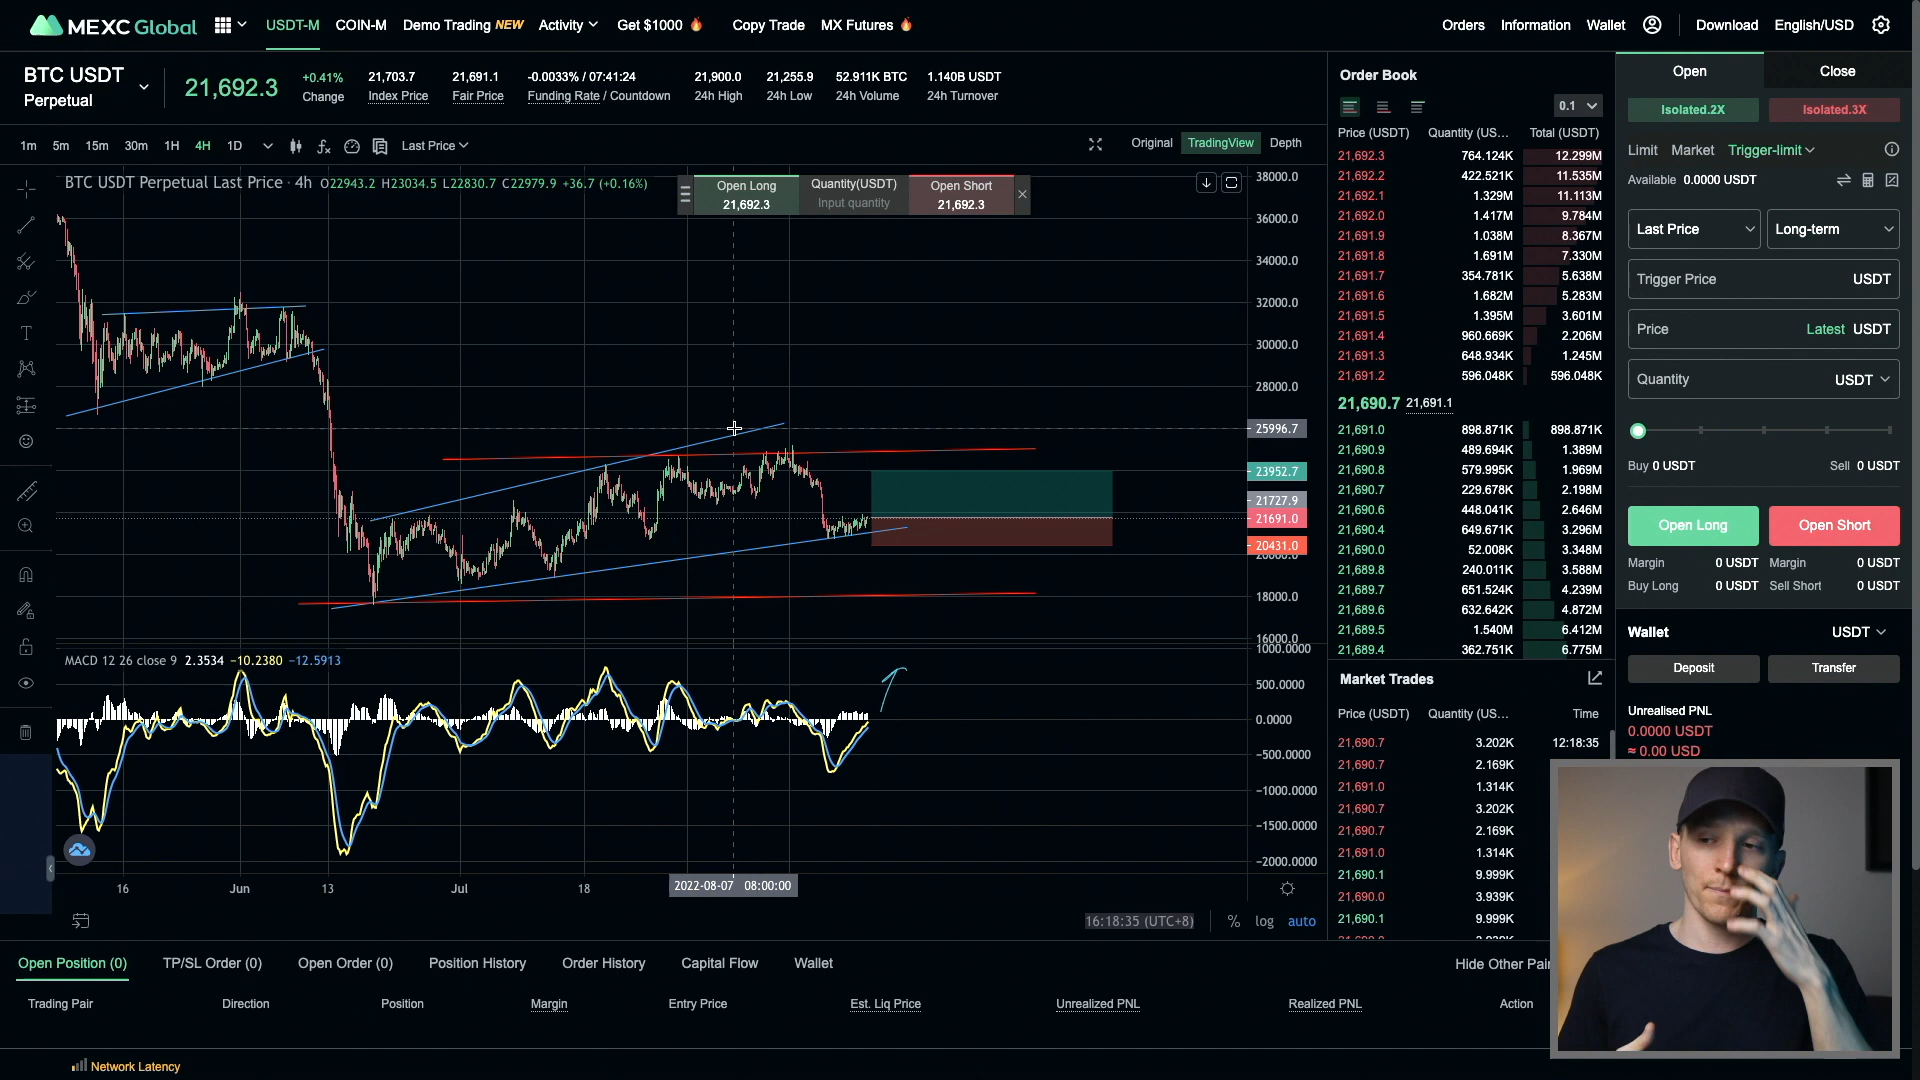 MEXC Global USDT-M COIN-M Demo Trading NEW Activity Get $1000 Copy Trade MX Futures Orders Information Wallet Download English/USD
BTC USDT
Perpetual
21,692.3
+0.41%
Change
21,703.7
Index Price
21,691.1
Fair Price
-0.0033% / 07:41:24
Funding Rate / Countdown
21,900.0
24h High
21,255.9
24h Low
52.911K BTC
24h Volume
1.140B USDT
24h Turnover
1m 5m 15m 30m 1H 4H 1D Last Price Original TradingView Depth
BTC USDT Perpetual Last Price · 4h O22943.2 H23034.5 L22830.7 C22979.9 +36.7 (+0.16%)
Open Long
21,692.3
Quantity(USDT)
Input quantity
Open Short
21,692.3
38000.0
36000.0
34000.0
32000.0
30000.0
28000.0
25996.7
23952.7
21727.9
21691.0
20431.0
20000.0
18000.0
16000.0
MACD 12 26 close 9 2.3534 −10.2380 −12.5913
1000.0000
500.0000
0.0000
−500.0000
−1000.0000
−1500.0000
−2000.0000
16 Jun 13 Jul 18 2022-08-07 08:00:00
16:18:35 (UTC+8) % log auto
Order Book
0.1
Price (USDT) Quantity (US... Total (USDT)
21,692.3 764.124K 12.299M
21,692.2 422.521K 11.535M
21,692.1 1.329M 11.113M
21,692.0 1.417M 9.784M
21,691.9 1.038M 8.367M
21,691.8 1.691M 7.330M
21,691.7 354.781K 5.638M
21,691.6 1.682M 5.283M
21,691.5 1.395M 3.601M
21,691.4 960.669K 2.206M
21,691.3 648.934K 1.245M
21,691.2 596.048K 596.048K
21,690.7 21,691.1
21,691.0 898.871K 898.871K
21,690.9 489.694K 1.389M
21,690.8 579.995K 1.969M
21,690.7 229.678K 2.198M
21,690.6 448.041K 2.646M
21,690.4 649.671K 3.296M
21,690.0 52.008K 3.348M
21,689.8 240.011K 3.588M
21,689.7 651.524K 4.239M
21,689.6 632.642K 4.872M
21,689.5 1.540M 6.412M
21,689.4 362.751K 6.775M
Market Trades
Price (USDT) Quantity (US... Time
21,690.7 3.202K 12:18:35
21,690.7 2.169K
21,691.0 1.314K
21,690.7 3.202K
21,690.7 2.169K
21,691.0 1.314K
21,690.1 9.999K
21,690.0 3.939K
21,690.1 9.999K
Open Close
Isolated.2X Isolated.3X
Limit Market Trigger-limit
Available 0.0000 USDT
Last Price Long-term
Trigger Price USDT
Price Latest USDT
Quantity USDT
Buy 0 USDT Sell 0 USDT
Open Long Open Short
Margin 0 USDT Margin 0 USDT
Buy Long 0 USDT Sell Short 0 USDT
Wallet USDT
Deposit Transfer
Unrealised PNL
0.0000 USDT
≈ 0.00 USD
Open Position (0) TP/SL Order (0) Open Order (0) Position History Order History Capital Flow Wallet Hide Other Pair
Trading Pair Direction Position Margin Entry Price Est. Liq Price Unrealized PNL Realized PNL Action
Network Latency